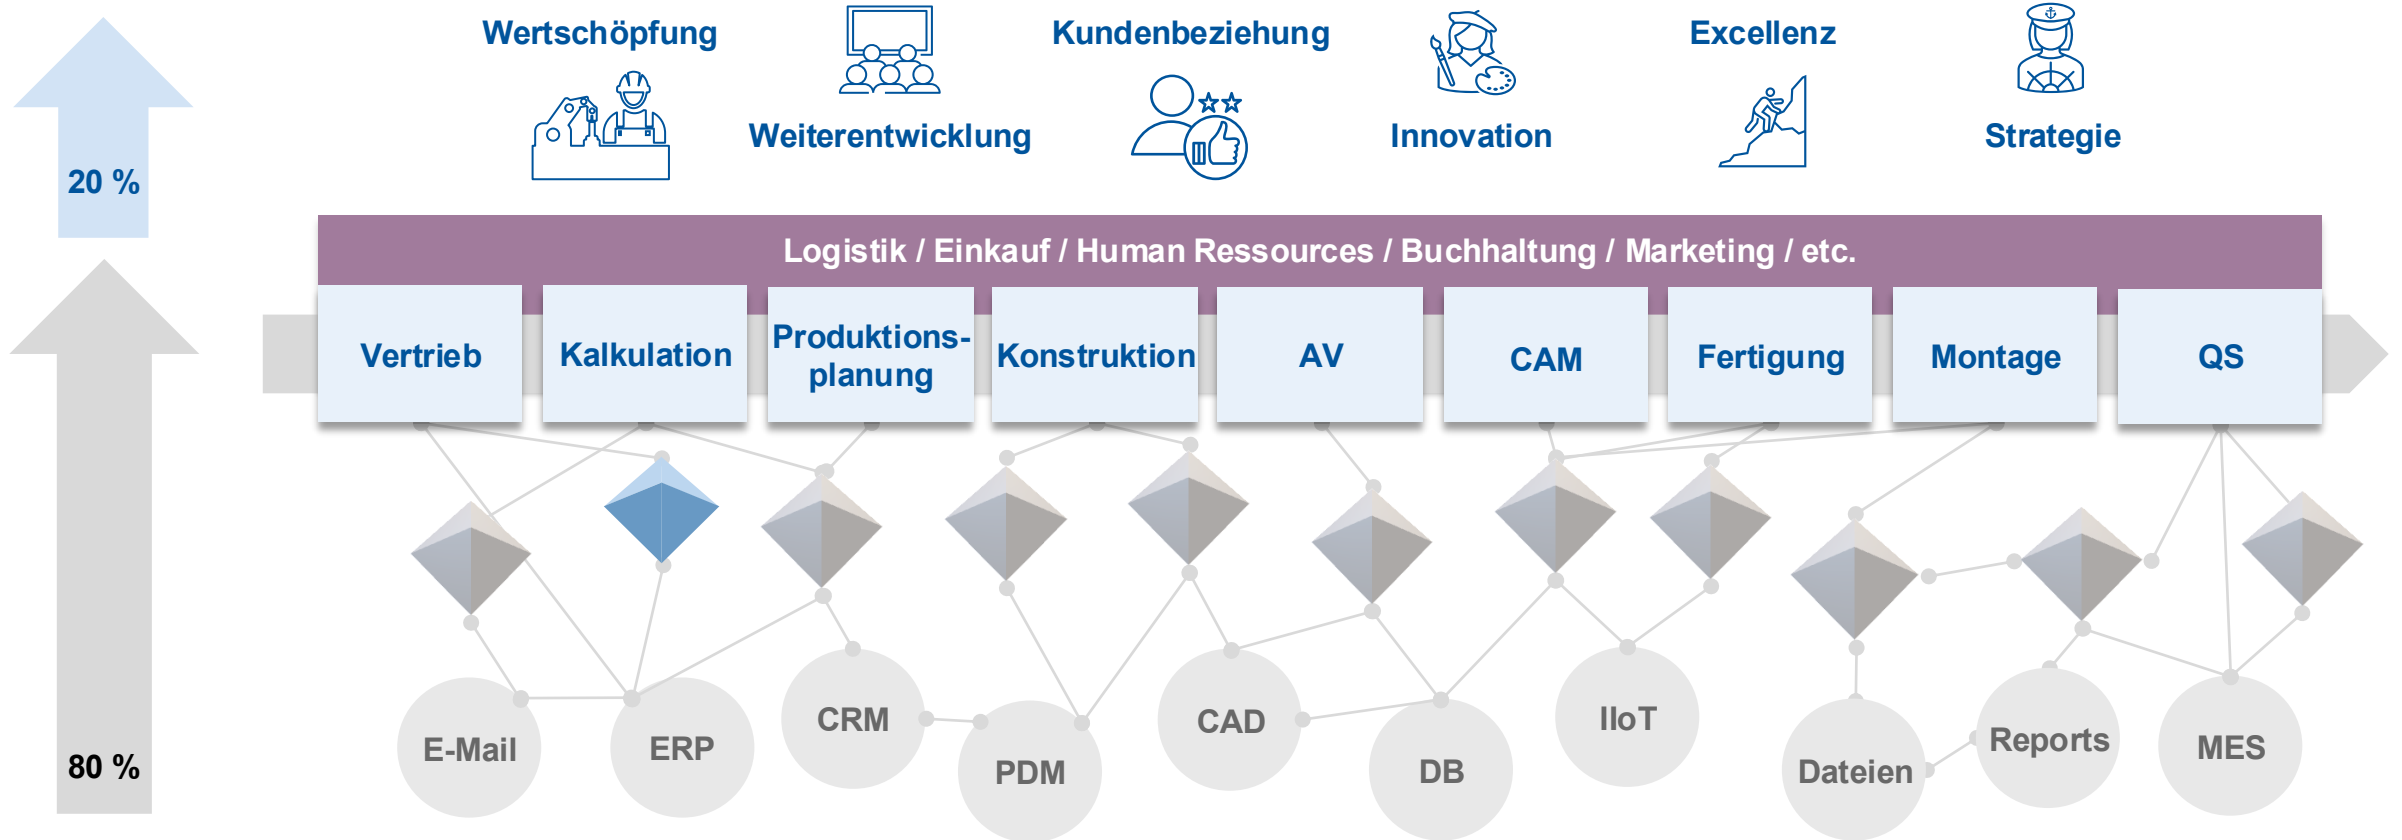 Wertschöpfung
Weiterentwicklung
Kundenbeziehung
Innovation
Excellenz
Strategie
20 %
Logistik / Einkauf / Human Ressources / Buchhaltung / Marketing / etc.
Vertrieb
Kalkulation
Produktions-
planung
Konstruktion
AV
CAM
Fertigung
Montage
QS
80 %
E-Mail
ERP
CRM
PDM
CAD
DB
IIoT
Dateien
Reports
MES